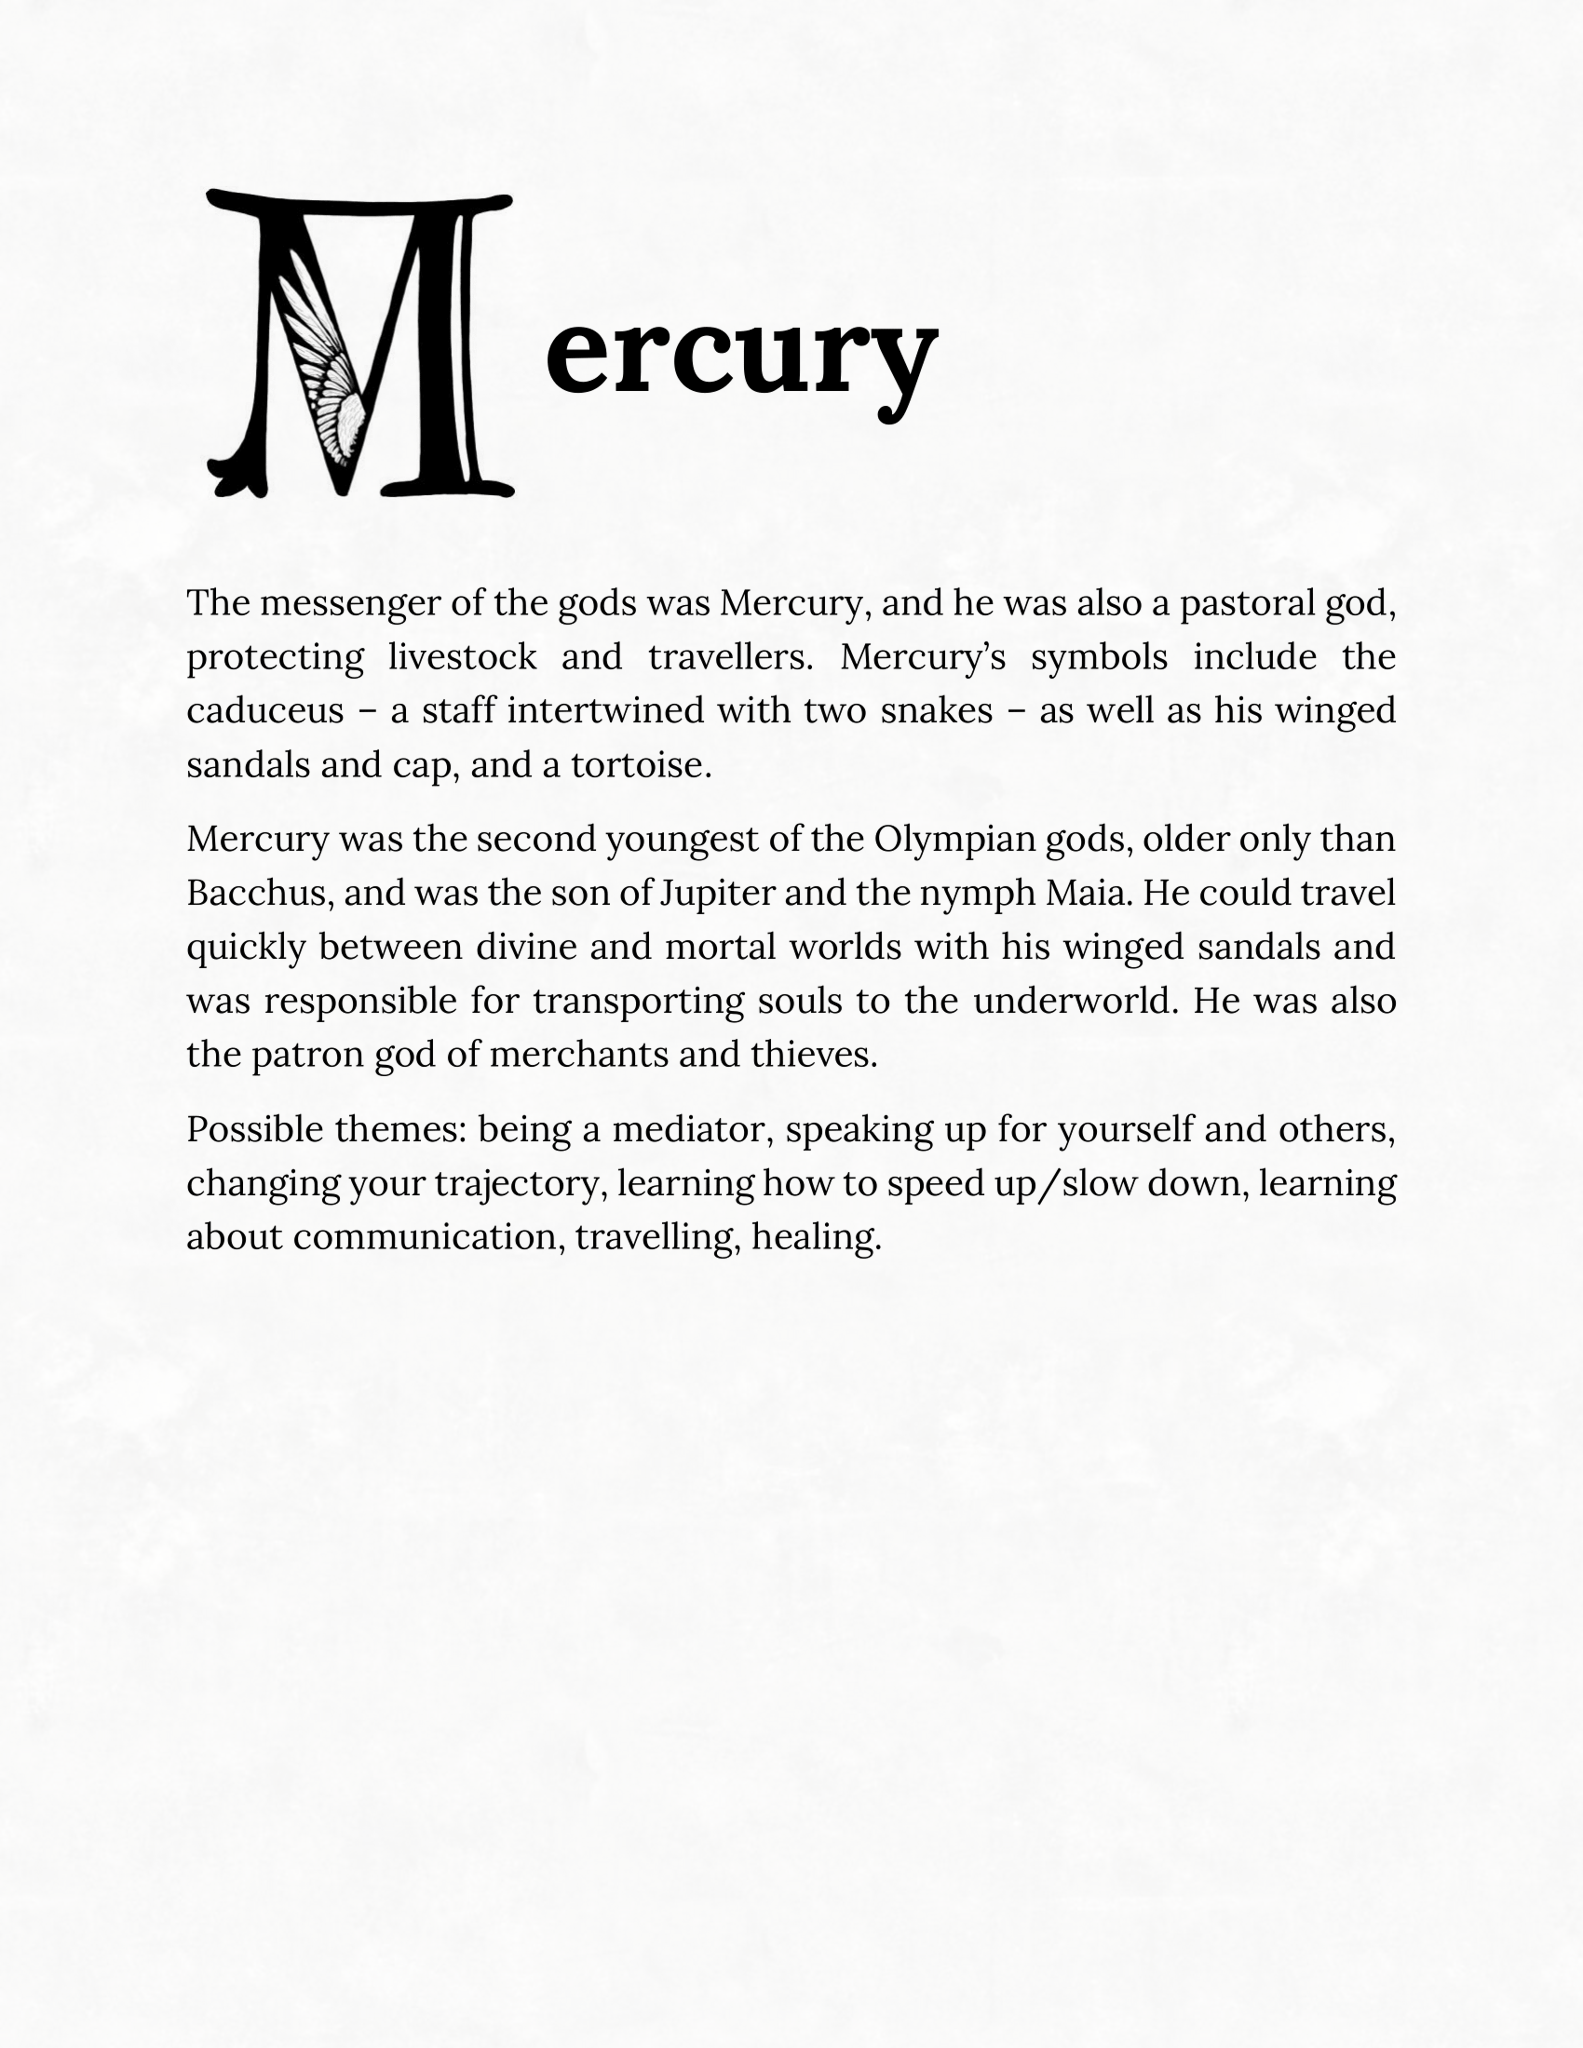 Mercury
The messenger of the gods was Mercury, and he was also a pastoral god,
protecting livestock and travellers. Mercury’s symbols include the
caduceus – a staff intertwined with two snakes – as well as his winged
sandals and cap, and a tortoise.
Mercury was the second youngest of the Olympian gods, older only than
Bacchus, and was the son of Jupiter and the nymph Maia. He could travel
quickly between divine and mortal worlds with his winged sandals and
was responsible for transporting souls to the underworld. He was also
the patron god of merchants and thieves.
Possible themes: being a mediator, speaking up for yourself and others,
changing your trajectory, learning how to speed up/slow down, learning
about communication, travelling, healing.